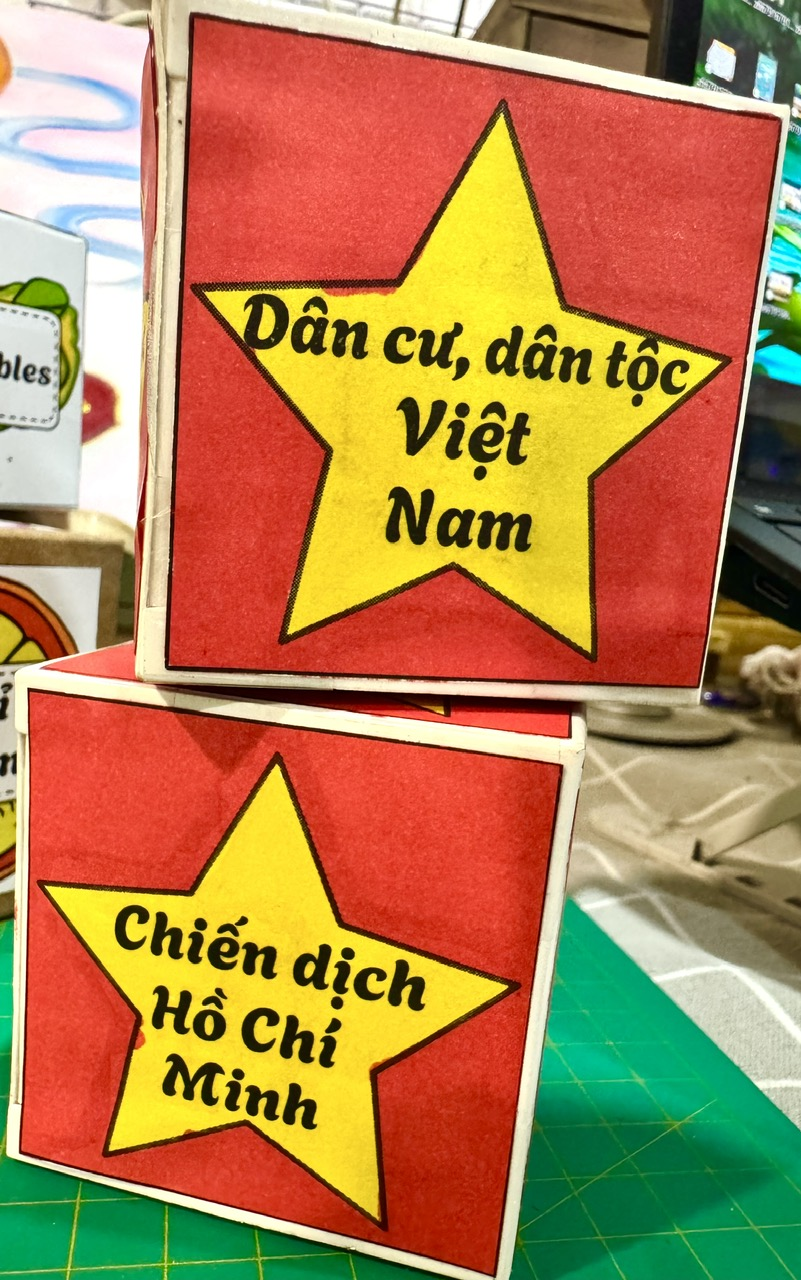 Dân cư, dân tộc
Việt
Nam
Chiến dịch
Hồ Chí
Minh
bles